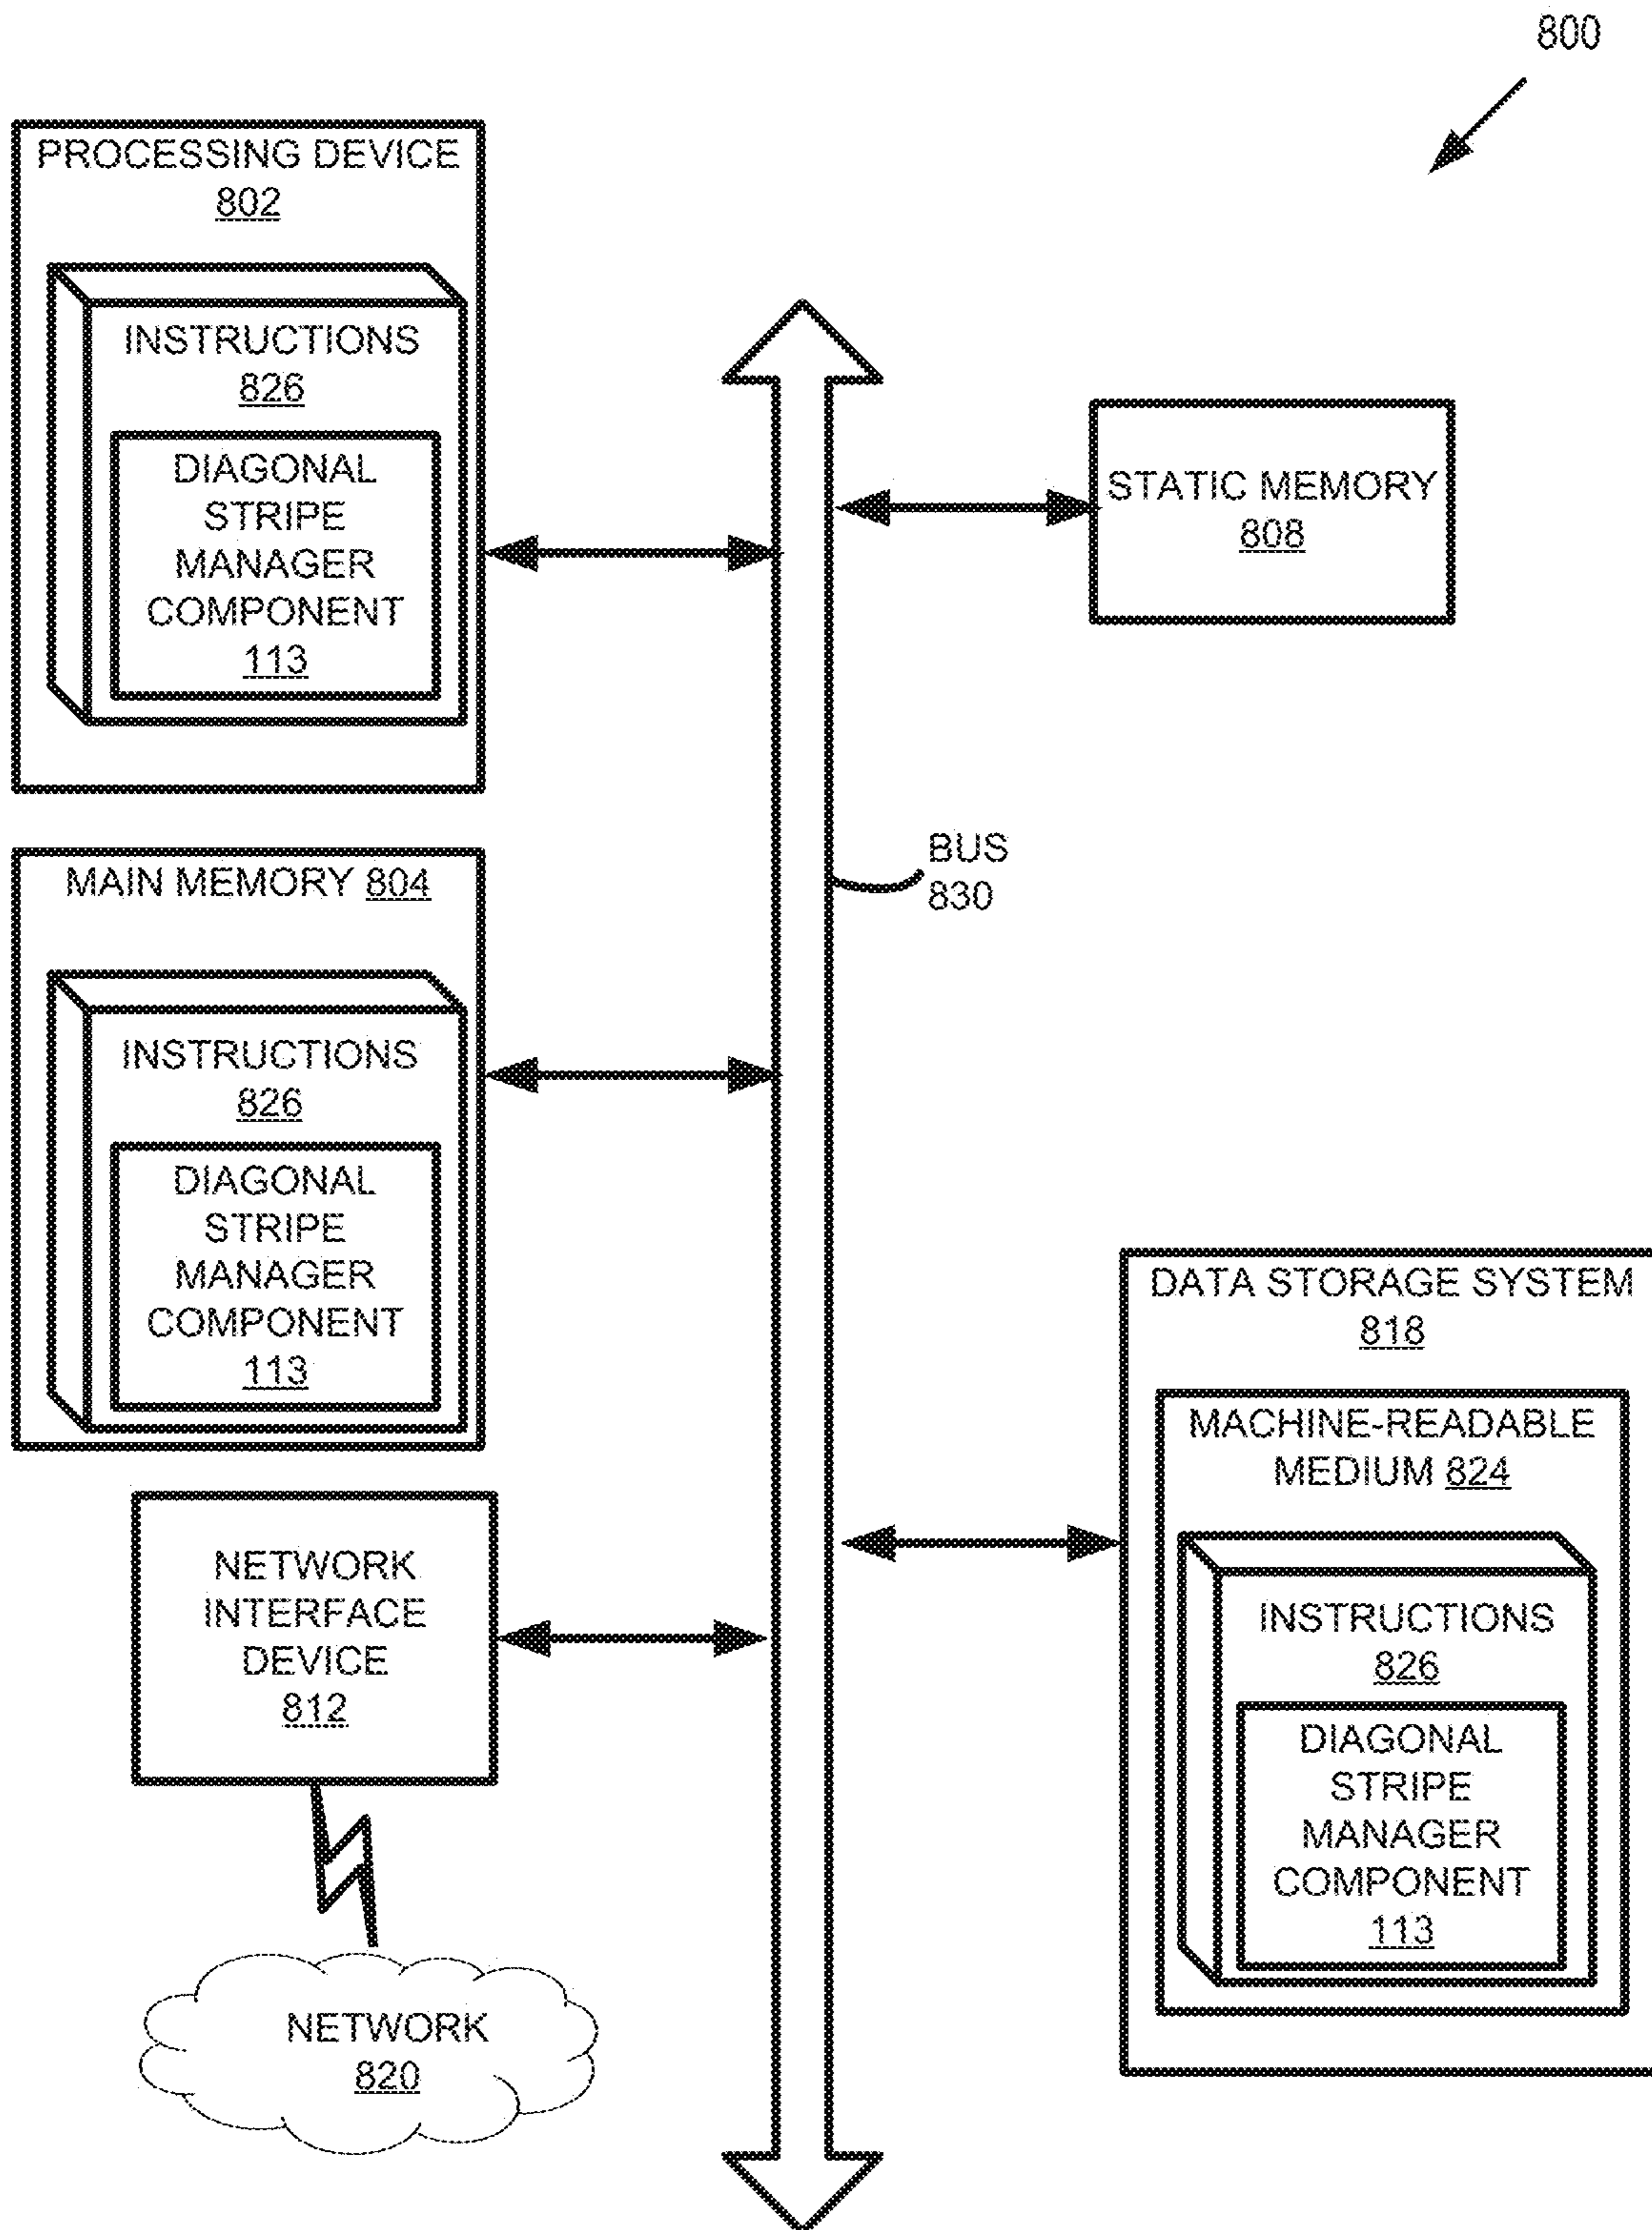 800
PROCESSING DEVICE
802
INSTRUCTIONS
826
DIAGONAL
STRIPE
MANAGER
COMPONENT
113
STATIC MEMORY
808
BUS
830
MAIN MEMORY 804
INSTRUCTIONS
826
DIAGONAL
STRIPE
MANAGER
COMPONENT
113
DATA STORAGE SYSTEM
818
MACHINE-READABLE
MEDIUM 824
INSTRUCTIONS
826
DIAGONAL
STRIPE
MANAGER
COMPONENT
113
NETWORK
INTERFACE
DEVICE
812
NETWORK
820